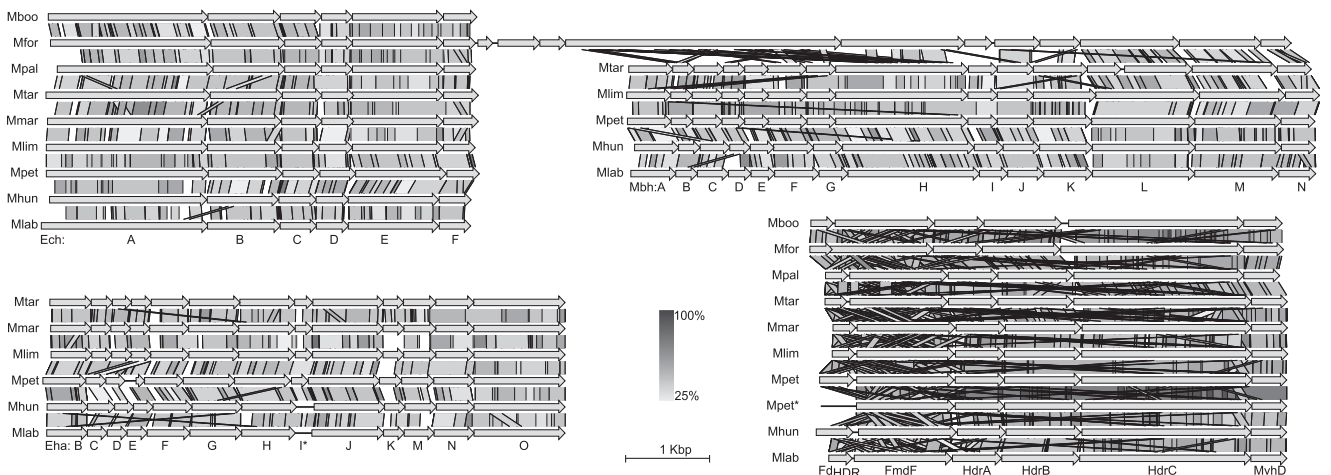 Mboo
Mfor
Mpal
Mtar
Mmar
Mlim
Mpet
Mhun
Mlab
Ech: A B C D E F
Mtar
Mlim
Mpet
Mhun
Mlab
Mbh:A B C D E F G H I J K L M N
Mtar
Mmar
Mlim
Mpet
Mhun
Mlab
Eha: B C D E F G H I* J K M N O
100%
25%
1 Kbp
Mboo
Mfor
Mpal
Mtar
Mmar
Mlim
Mpet
Mpet*
Mhun
Mlab
FdHDR FmdF HdrA HdrB HdrC MvhD